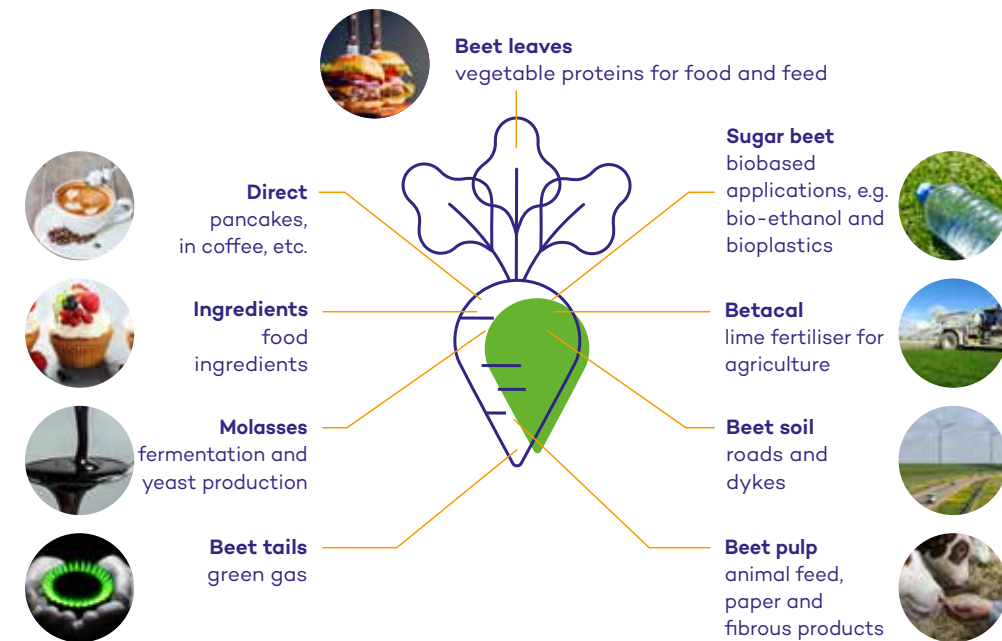 Beet leaves
vegetable proteins for food and feed
Direct
pancakes,
in coffee, etc.
Ingredients
food
ingredients
Molasses
fermentation and
yeast production
Beet tails
green gas
Sugar beet
biobased
applications, e.g.
bio-ethanol and
bioplastics
Betacal
lime fertiliser for
agriculture
Beet soil
roads and
dykes
Beet pulp
animal feed,
paper and
fibrous products